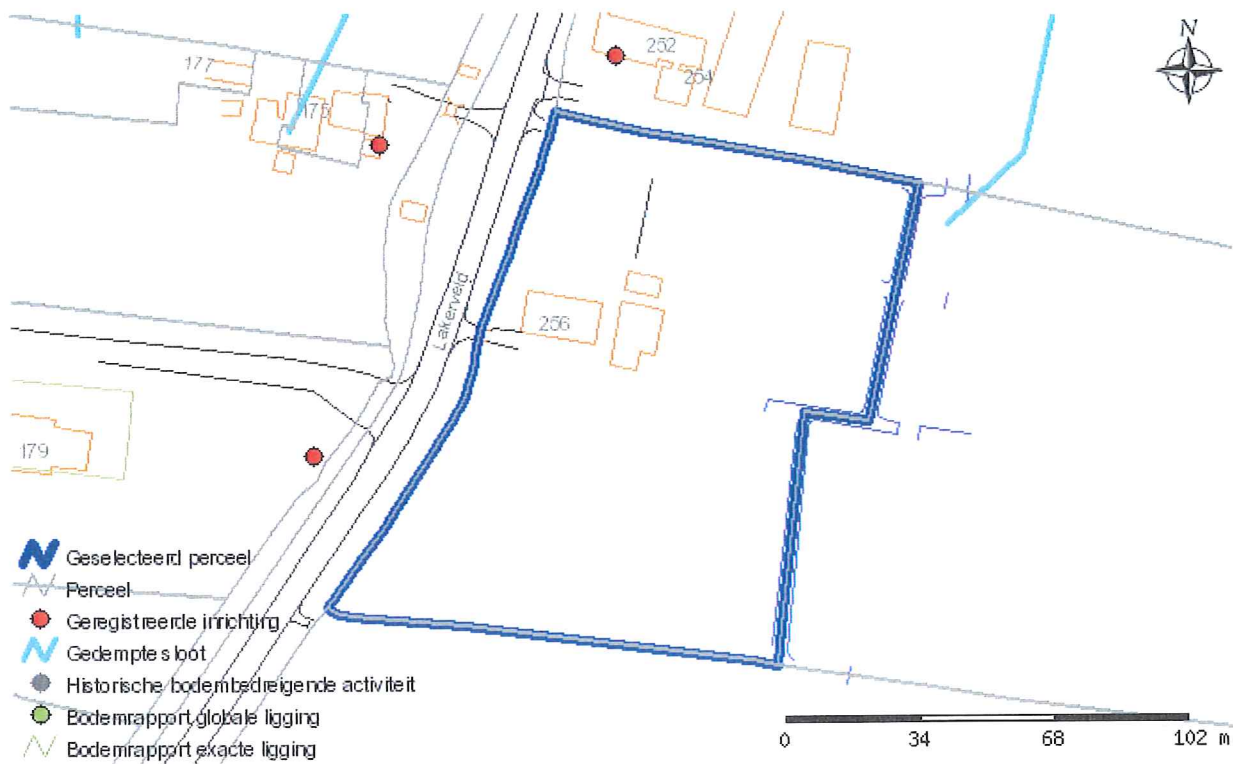 N
252
254
177
175
Lakerveld
256
179
Geselecteerd perceel
Perceel
Geregistreerde inrichting
Gedempte sloot
Historische bodembedreigende activiteit
Bodemrapport globale ligging
Bodemrapport exacte ligging
0 34 68 102 m